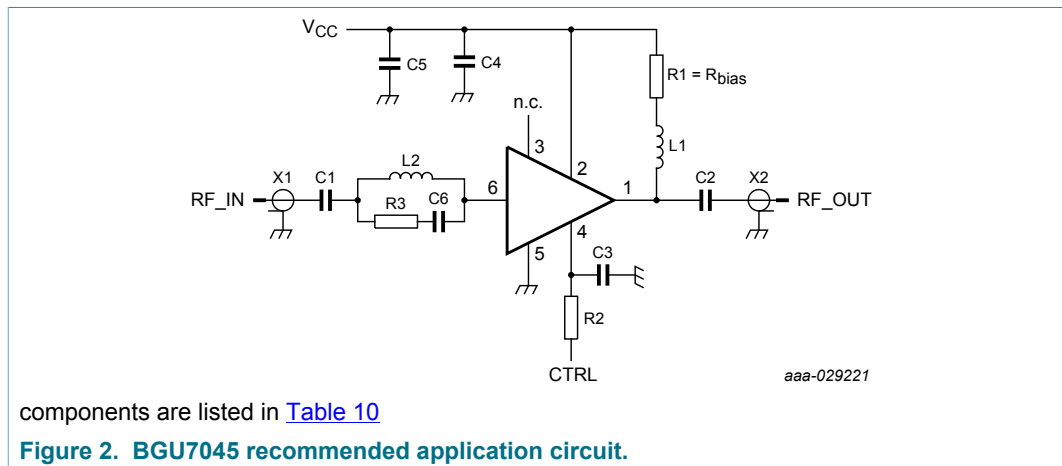 VCC
C5
C4
R1 = Rbias
n.c.
3
L1
L2
2
X1
C1
6
1
C2
X2
RF_IN
R3
C6
RF_OUT
4
5
C3
R2
CTRL
aaa-029221
components are listed in Table 10
Figure 2. BGU7045 recommended application circuit.